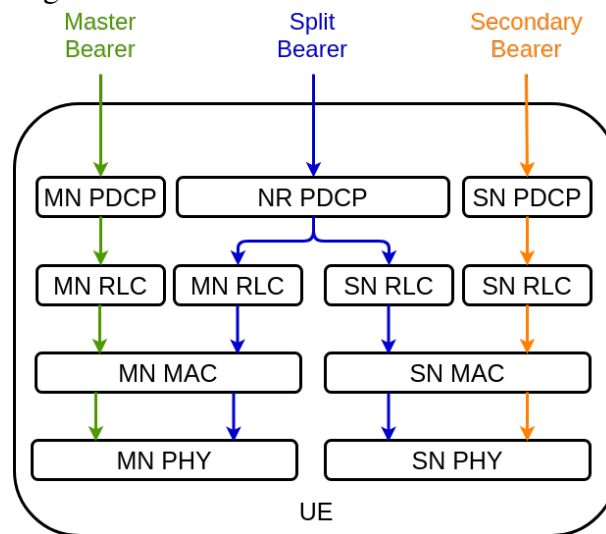 Master
Bearer
Split
Bearer
Secondary
Bearer
MN PDCP
NR PDCP
SN PDCP
MN RLC
MN RLC
SN RLC
SN RLC
MN MAC
SN MAC
MN PHY
SN PHY
UE